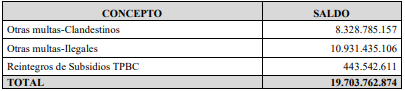 CONCEPTO SALDO
Otras multas-Clandestinos 8.328.785.157
Otras multas-Ilegales 10.931.435.106
Reintegros de Subsidios TPBC 443.542.611
TOTAL 19.703.762.874